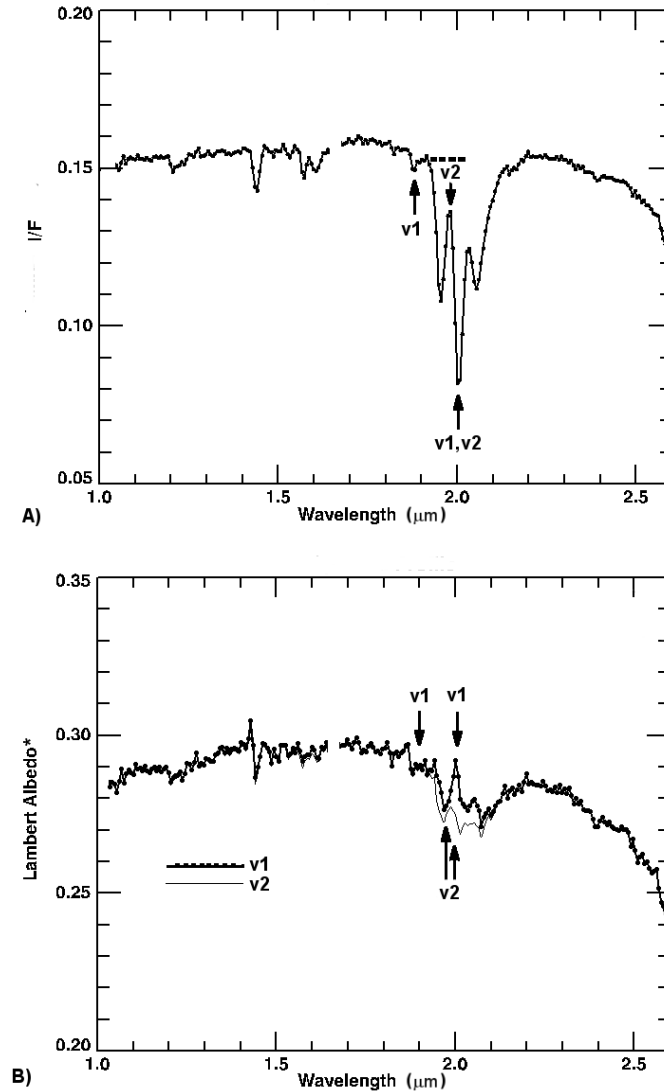 0.20
0.15
0.10
0.05
I/F
v1
v2
v1,v2
1.0 1.5 2.0 2.5
Wavelength (μm)
A)
0.35
0.30
0.25
0.20
Lambert Albedo*
v1 v1
v2
v1
v2
1.0 1.5 2.0 2.5
Wavelength (μm)
B)